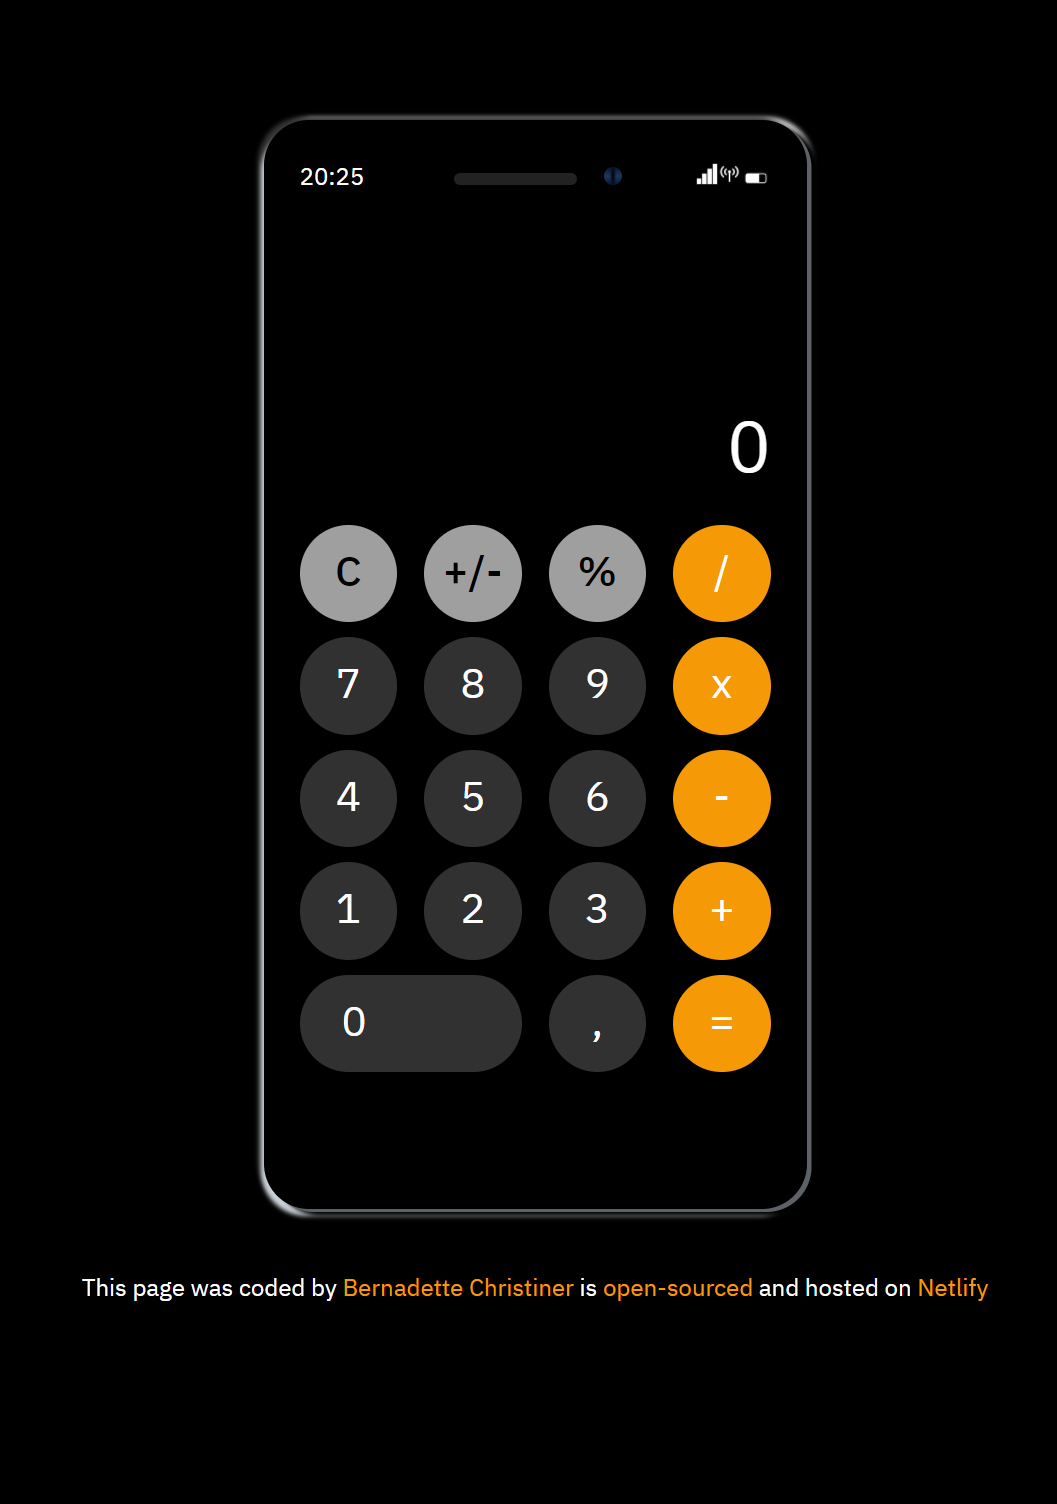 20:25
0
C +/- % /
7 8 9 x
4 5 6 -
1 2 3 +
0 , =
This page was coded by Bernadette Christiner is open-sourced and hosted on Netlify